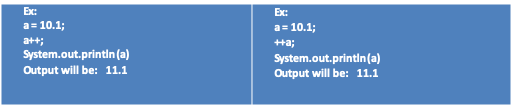 Ex:
a = 10.1;
a++;
System.out.println(a)
Output will be:   11.1
Ex:
a = 10.1;
++a;
System.out.println(a)
Output will be:   11.1